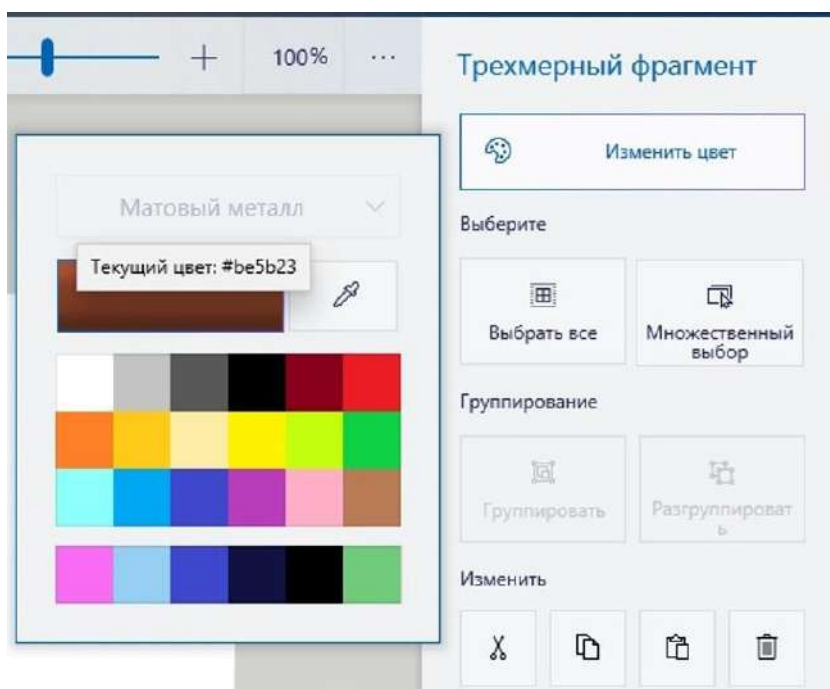 100%
Трехмерный фрагмент
Изменить цвет
Матовый металл
Выберите
Текущий цвет: #be5b23
Выбрать все
Множественный
выбор
Группирование
Группировать
Разгруппироват
ь
Изменить